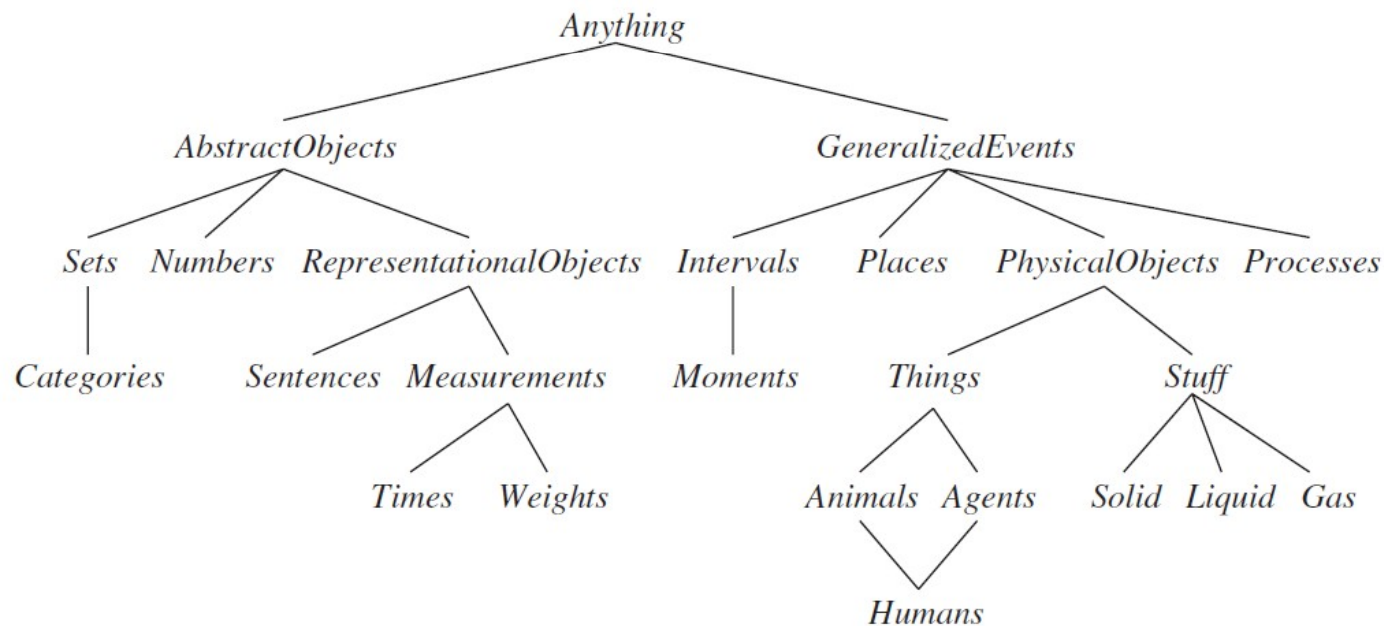 Anything
AbstractObjects GeneralizedEvents
Sets Numbers RepresentationalObjects Intervals Places PhysicalObjects Processes
Categories Sentences Measurements Moments Things Stuff
Times Weights Animals Agents Solid Liquid Gas
Humans